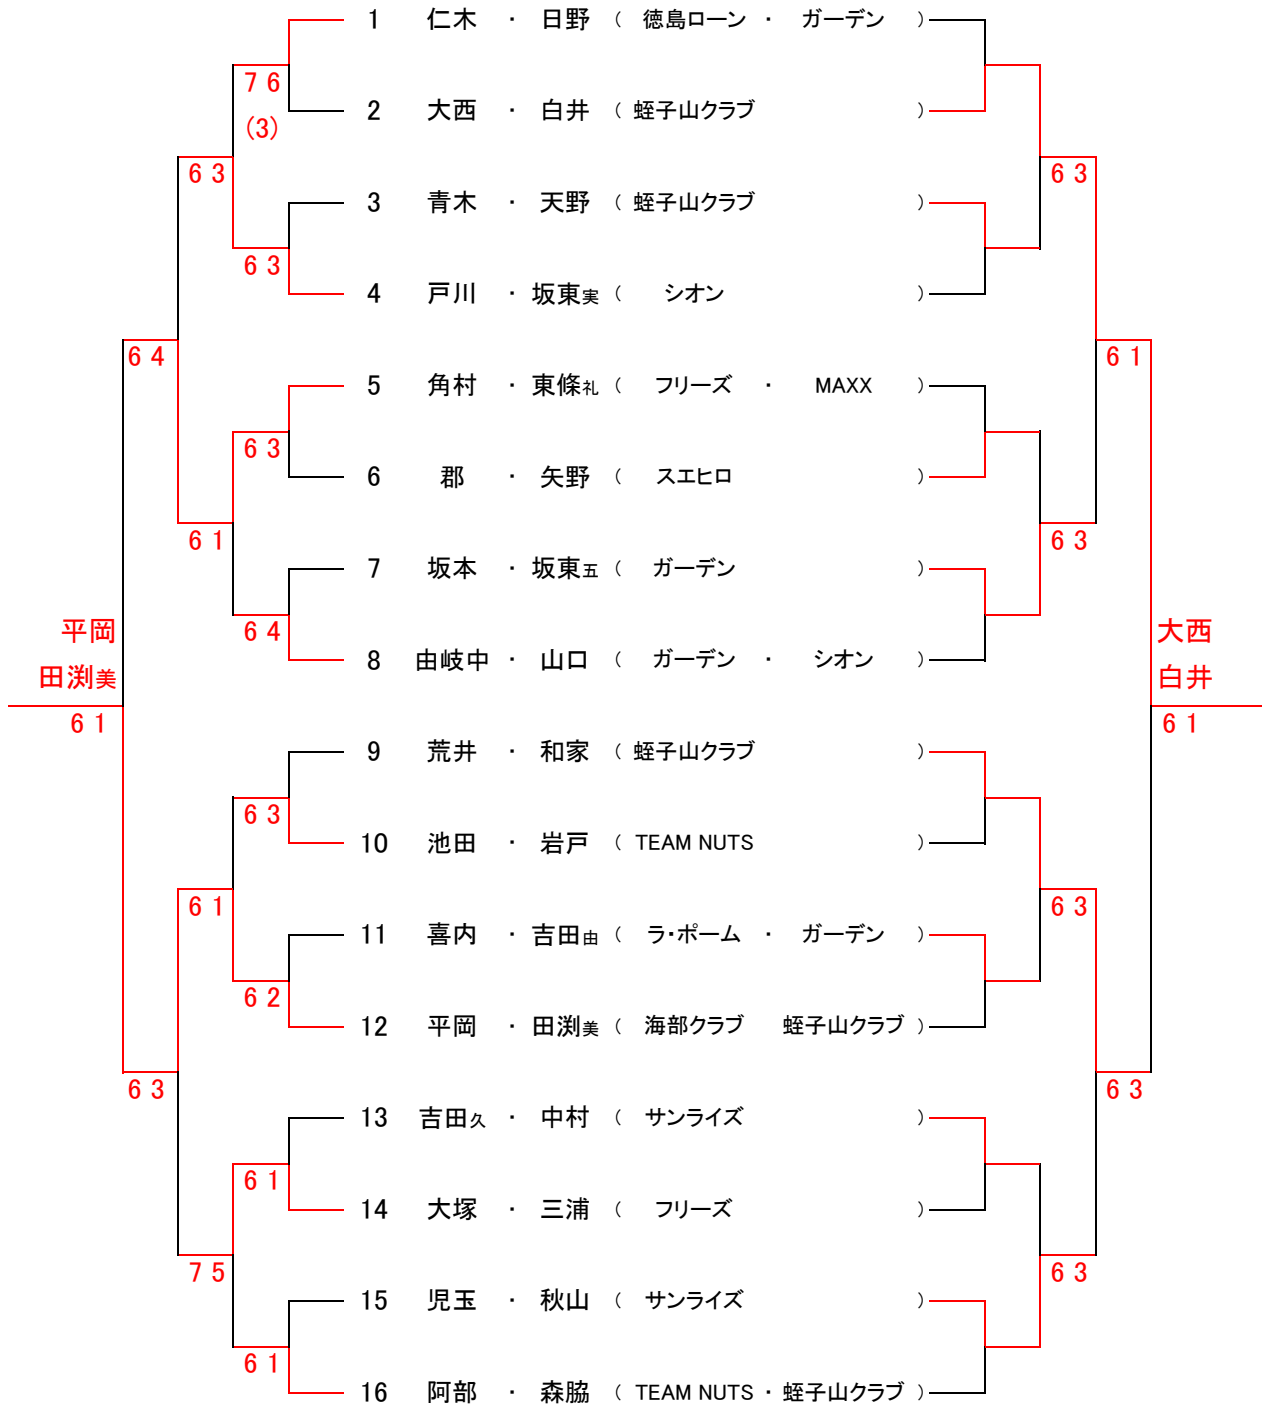 1 仁木 ・ 日野 ( 徳島ローン ・ ガーデン )
7 6
2 大西 ・ 白井 ( 蛭子山クラブ )
(3)
6 3
6 3
3 青木 ・ 天野 ( 蛭子山クラブ )
6 3
4 戸川 ・ 坂東実 ( シオン )
6 4
6 1
5 角村 ・ 東條礼 ( フリーズ ・ MAXX )
6 3
6 郡 ・ 矢野 ( スエヒロ )
6 1
6 3
7 坂本 ・ 坂東五 ( ガーデン )
6 4
平岡
大西
8 由岐中 ・ 山口 ( ガーデン ・ シオン )
田渕美
白井
6 1
6 1
9 荒井 ・ 和家 ( 蛭子山クラブ )
6 3
10 池田 ・ 岩戸 ( TEAM NUTS )
6 1
6 3
11 喜内 ・ 吉田由 ( ラ・ポーム ・ ガーデン )
6 2
12 平岡 ・ 田渕美 ( 海部クラブ 蛭子山クラブ )
6 3
6 3
13 吉田久 ・ 中村 ( サンライズ )
6 1
14 大塚 ・ 三浦 ( フリーズ )
7 5
6 3
15 児玉 ・ 秋山 ( サンライズ )
6 1
16 阿部 ・ 森脇 ( TEAM NUTS ・ 蛭子山クラブ )